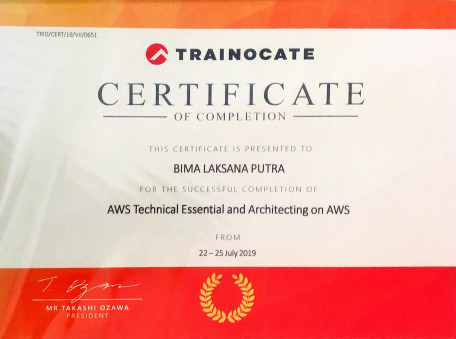 TRID/CERT/19/VII/0651
TRAINOCATE
CERTIFICATE
OF COMPLETION
THIS CERTIFICATE IS PRESENTED TO
BIMA LAKSANA PUTRA
FOR THE SUCCESSFUL COMPLETION OF
AWS Technical Essential and Architecting on AWS
FROM
22 – 25 July 2019
MR TAKASHI OZAWA
PRESIDENT